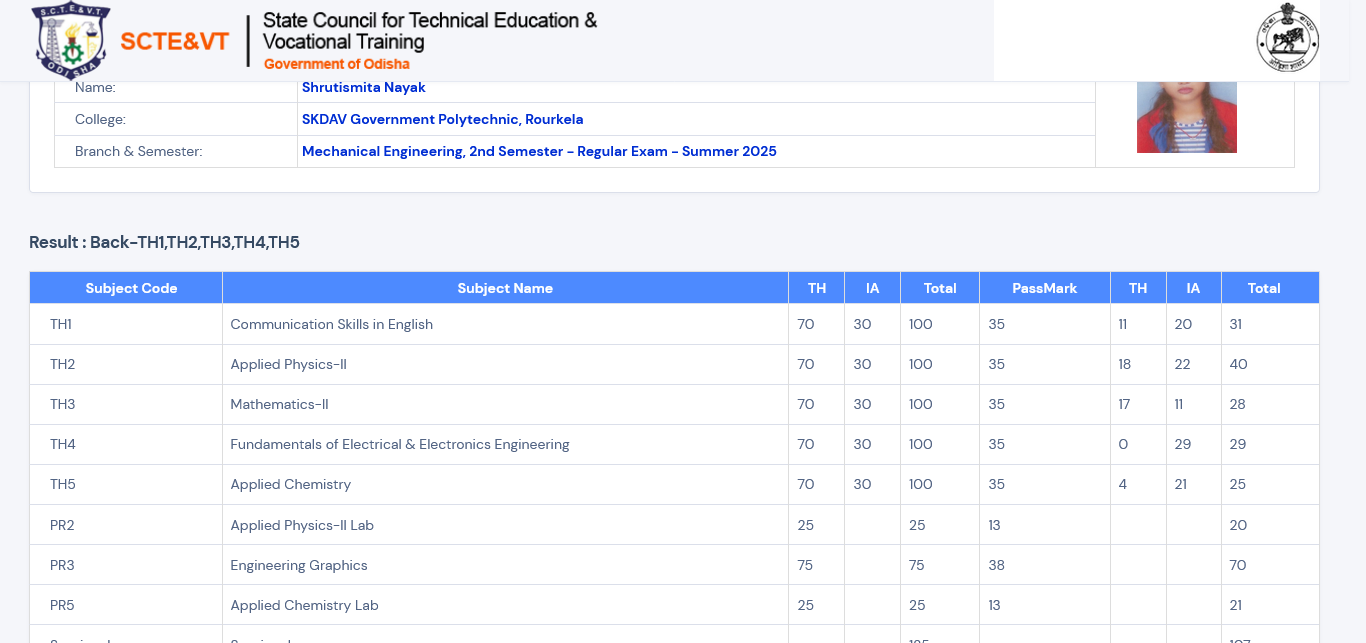 S.C.T.E.&V.T.
ODISHA
SCTE&VT
State Council for Technical Education &
Vocational Training
Government of Odisha
Name: Shrutismita Nayak
College: SKDAV Government Polytechnic, Rourkela
Branch & Semester: Mechanical Engineering, 2nd Semester - Regular Exam - Summer 2025
Result : Back-TH1,TH2,TH3,TH4,TH5
Subject Code Subject Name TH IA Total PassMark TH IA Total
TH1 Communication Skills in English 70 30 100 35 11 20 31
TH2 Applied Physics-II 70 30 100 35 18 22 40
TH3 Mathematics-II 70 30 100 35 17 11 28
TH4 Fundamentals of Electrical & Electronics Engineering 70 30 100 35 0 29 29
TH5 Applied Chemistry 70 30 100 35 4 21 25
PR2 Applied Physics-II Lab 25 25 13 20
PR3 Engineering Graphics 75 75 38 70
PR5 Applied Chemistry Lab 25 25 13 21